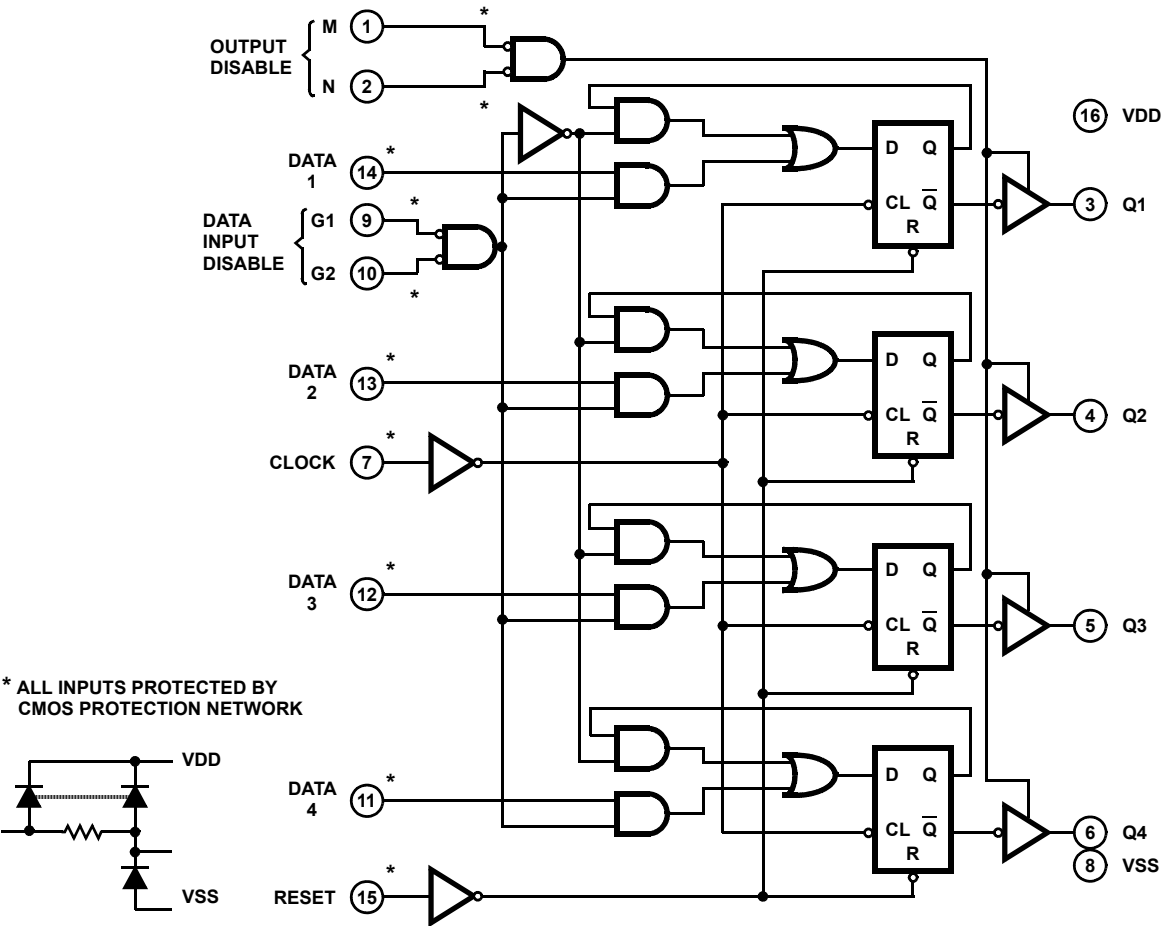 OUTPUT DISABLE
M 1 *
N 2 *
16 VDD
DATA 1 14 *
D Q
DATA INPUT DISABLE
G1 9 *
G2 10 *
CL Q̅
R
3 Q1
DATA 2 13 *
D Q
CL Q̅
R
4 Q2
CLOCK 7 *
DATA 3 12 *
D Q
CL Q̅
R
5 Q3
* ALL INPUTS PROTECTED BY
CMOS PROTECTION NETWORK
VDD
VSS
DATA 4 11 *
D Q
CL Q̅
R
6 Q4
8 VSS
RESET 15 *